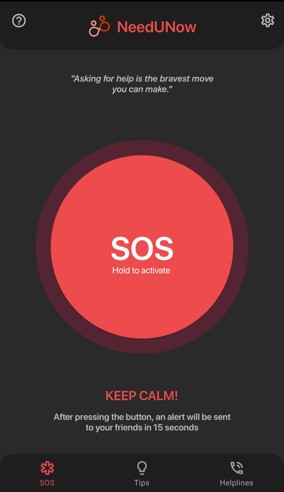 NeedUNow
"Asking for help is the bravest move
you can make."
SOS
Hold to activate
KEEP CALM!
After pressing the button, an alert will be sent
to your friends in 15 seconds
SOS
Tips
Helplines